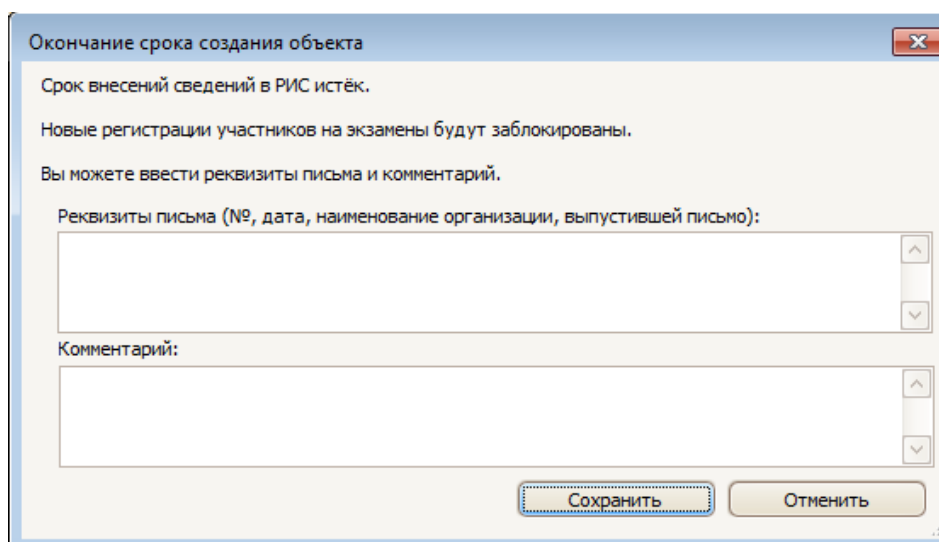 Окончание срока создания объекта
Срок внесений сведений в РИС истёк.
Новые регистрации участников на экзамены будут заблокированы.
Вы можете ввести реквизиты письма и комментарий.
Реквизиты письма (№, дата, наименование организации, выпустившей письмо):
Комментарий:
Сохранить
Отменить